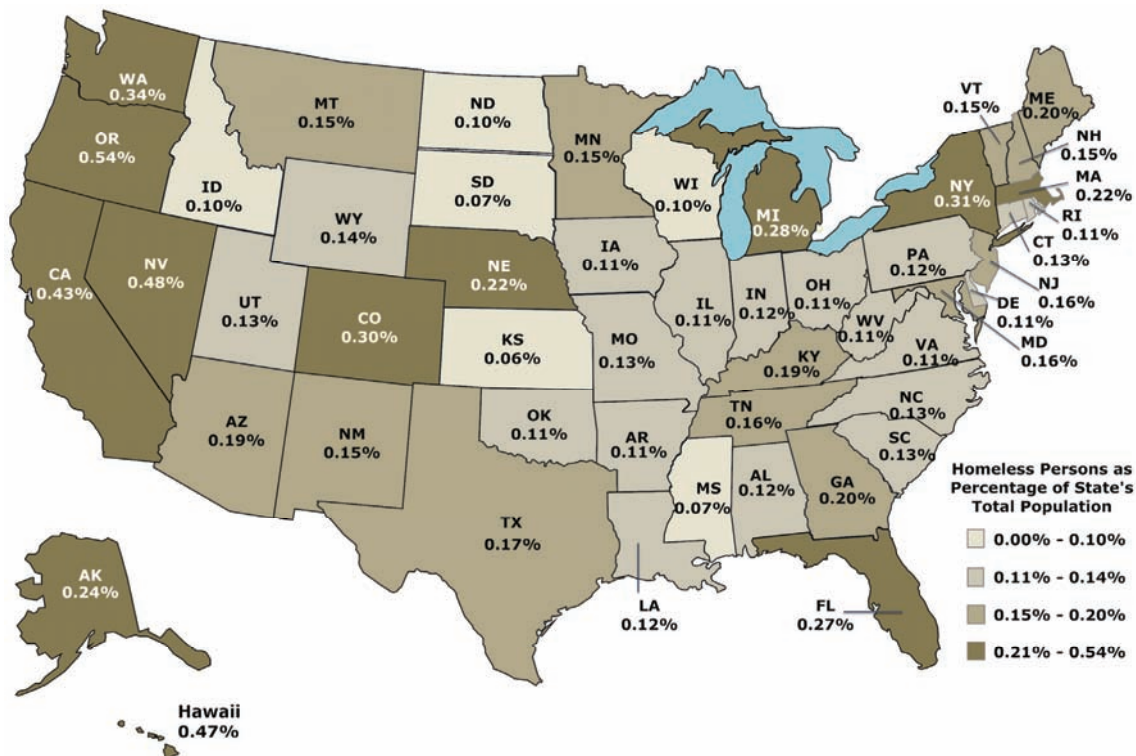 WA
0.34%
MT
0.15%
ND
0.10%
MN
0.15%
VT
0.15%
ME
0.20%
NH
0.15%
MA
0.22%
RI
0.11%
CT
0.13%
NJ
0.16%
DE
0.11%
MD
0.16%
OR
0.54%
ID
0.10%
WY
0.14%
SD
0.07%
WI
0.10%
MI
0.28%
NY
0.31%
CA
0.43%
NV
0.48%
UT
0.13%
CO
0.30%
NE
0.22%
IA
0.11%
IL
0.11%
IN
0.12%
OH
0.11%
PA
0.12%
WV
0.11%
VA
0.11%
KS
0.06%
MO
0.13%
KY
0.19%
AZ
0.19%
NM
0.15%
OK
0.11%
AR
0.11%
TN
0.16%
NC
0.13%
SC
0.13%
TX
0.17%
MS
0.07%
AL
0.12%
GA
0.20%
LA
0.12%
FL
0.27%
AK
0.24%
Hawaii
0.47%
Homeless Persons as
Percentage of State's
Total Population
0.00% - 0.10%
0.11% - 0.14%
0.15% - 0.20%
0.21% - 0.54%